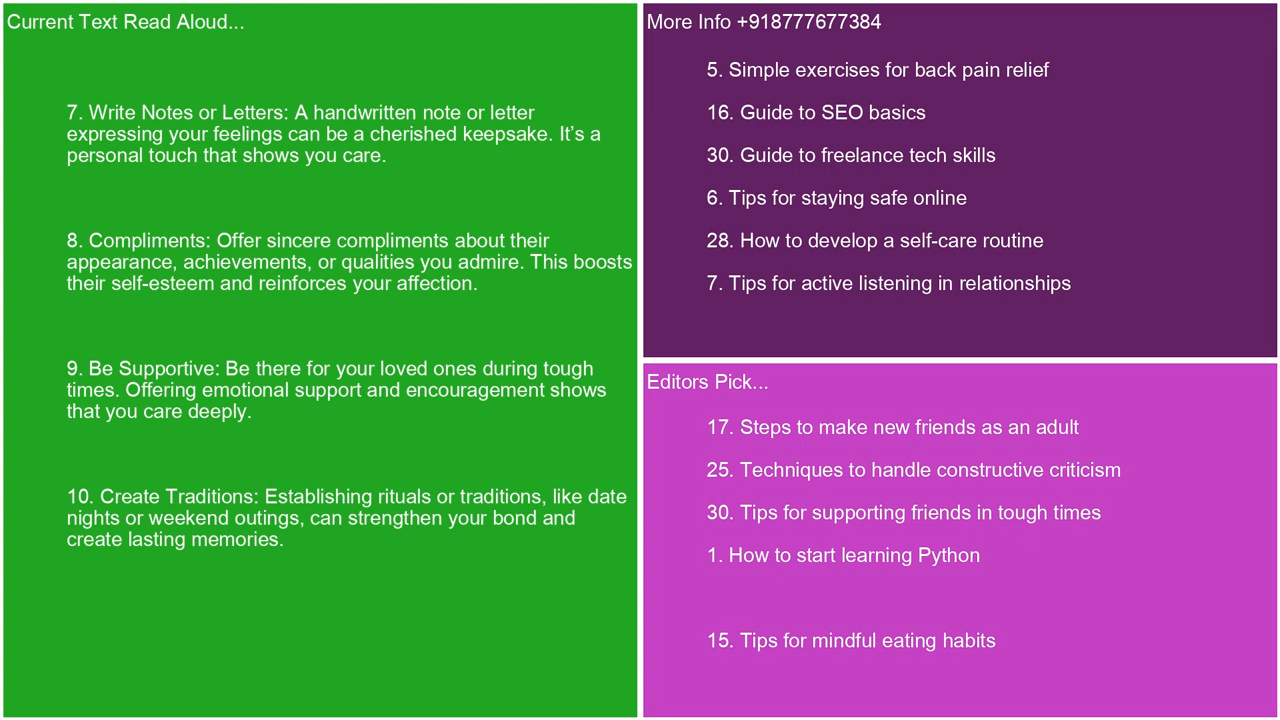 Current Text Read Aloud...
7. Write Notes or Letters: A handwritten note or letter
expressing your feelings can be a cherished keepsake. It’s a
personal touch that shows you care.
8. Compliments: Offer sincere compliments about their
appearance, achievements, or qualities you admire. This boosts
their self-esteem and reinforces your affection.
9. Be Supportive: Be there for your loved ones during tough
times. Offering emotional support and encouragement shows
that you care deeply.
10. Create Traditions: Establishing rituals or traditions, like date
nights or weekend outings, can strengthen your bond and
create lasting memories.
More Info +918777677384
5. Simple exercises for back pain relief
16. Guide to SEO basics
30. Guide to freelance tech skills
6. Tips for staying safe online
28. How to develop a self-care routine
7. Tips for active listening in relationships
Editors Pick...
17. Steps to make new friends as an adult
25. Techniques to handle constructive criticism
30. Tips for supporting friends in tough times
1. How to start learning Python
15. Tips for mindful eating habits